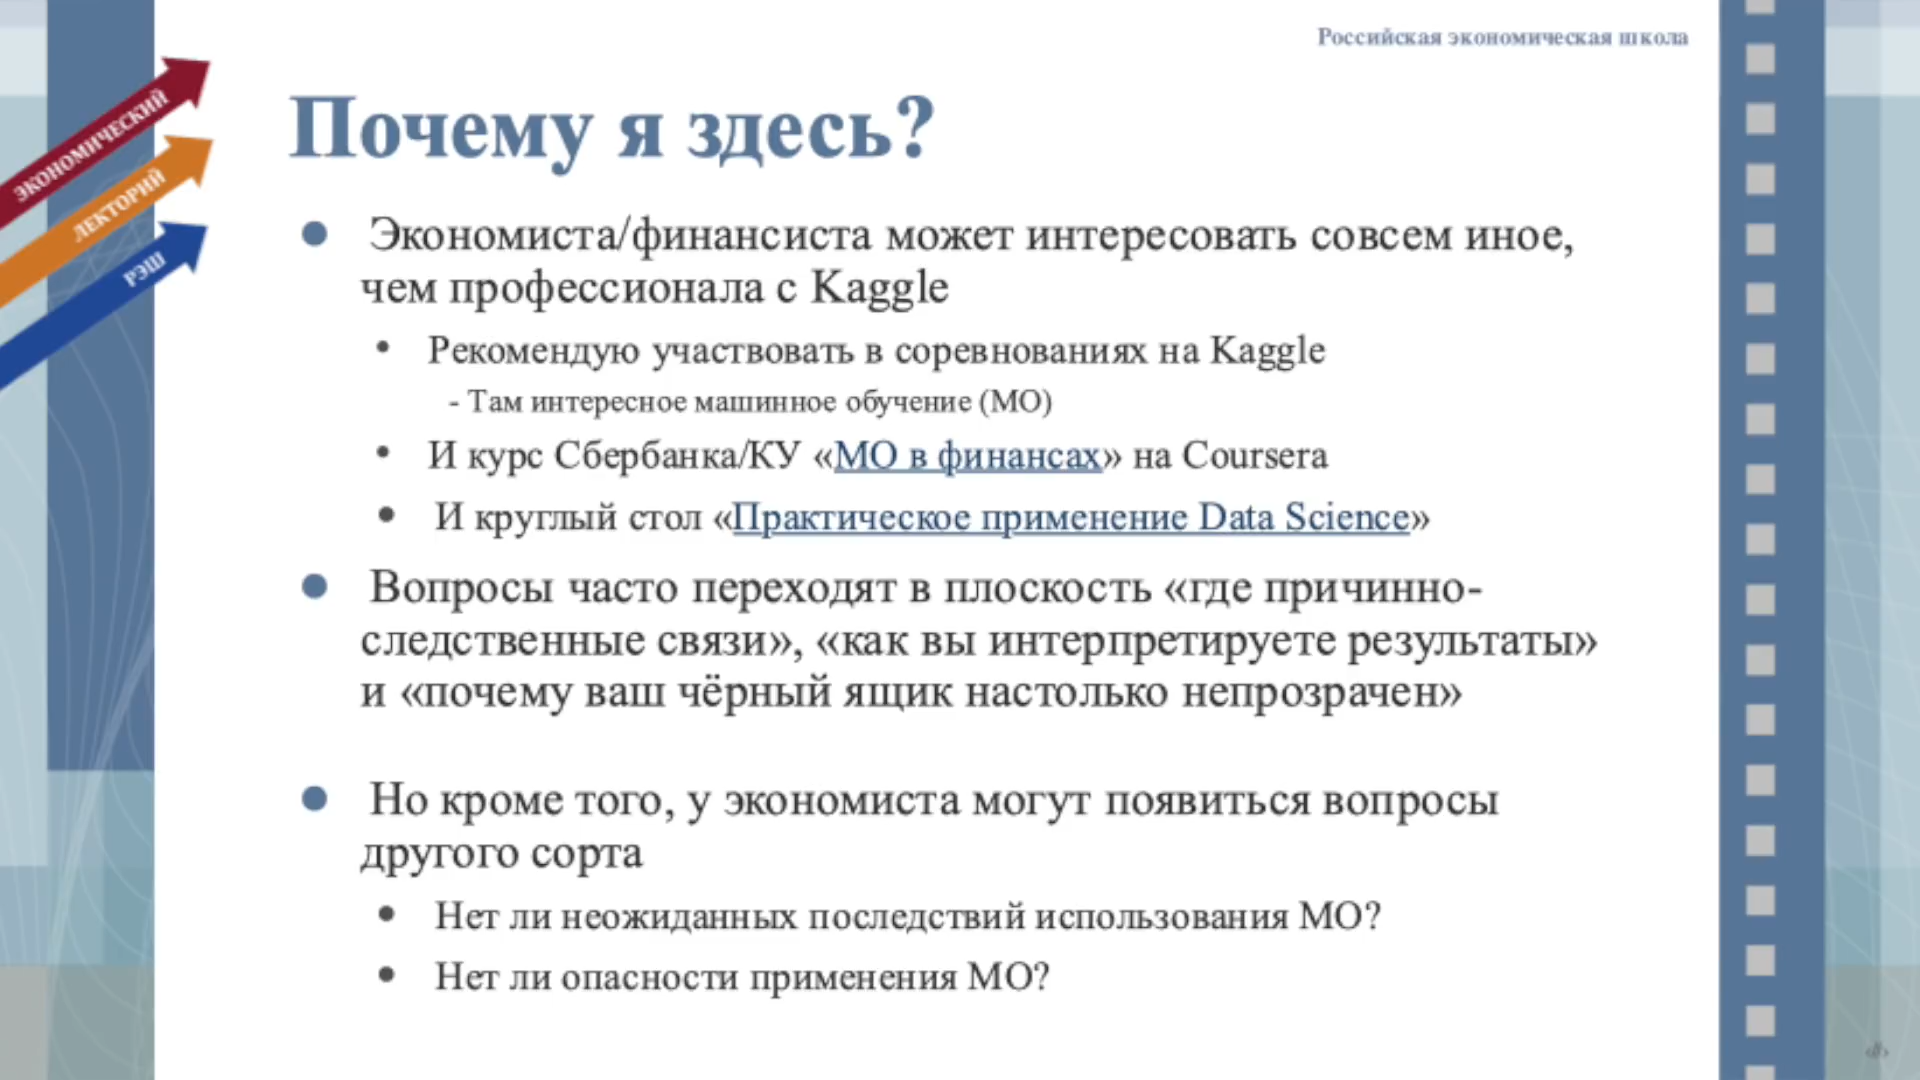 Российская экономическая школа
ЭКОНОМИЧЕСКИЙ
ЛЕКТОРИЙ
РЭШ
Почему я здесь?
● Экономиста/финансиста может интересовать совсем иное,
чем профессионала с Kaggle
• Рекомендую участвовать в соревнованиях на Kaggle
- Там интересное машинное обучение (МО)
• И курс Сбербанка/КУ «МО в финансах» на Coursera
• И круглый стол «Практическое применение Data Science»
● Вопросы часто переходят в плоскость «где причинно-
следственные связи», «как вы интерпретируете результаты»
и «почему ваш чёрный ящик настолько непрозрачен»
● Но кроме того, у экономиста могут появиться вопросы
другого сорта
• Нет ли неожиданных последствий использования МО?
• Нет ли опасности применения МО?